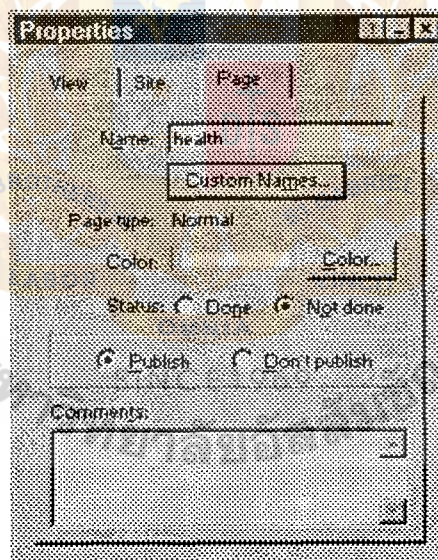 Properties
View Site Page
Name: health
Custom Names...
Page type: Normal
Color: Color...
Status: Done Not done
Publish Don't publish
Comments: